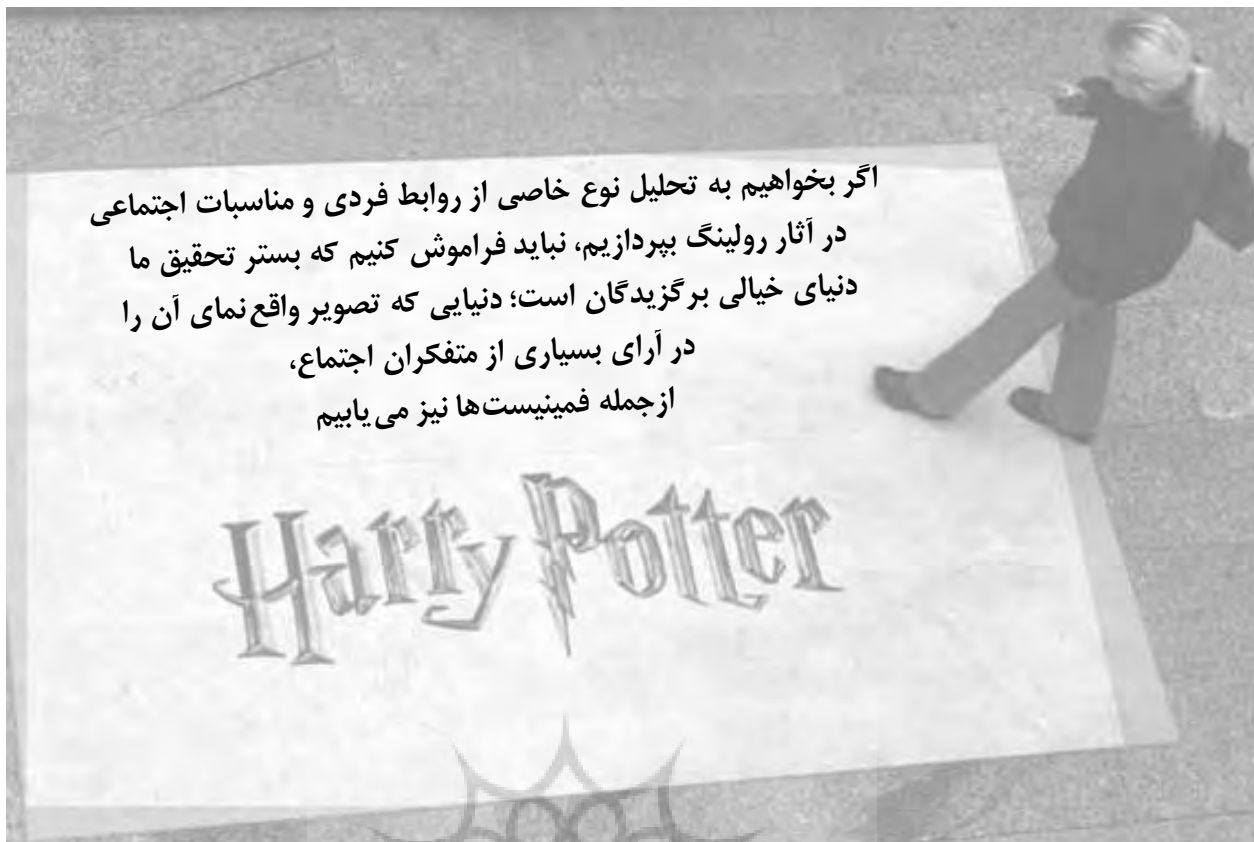 اگر بخواهیم به تحلیل نوع خاصی از روابط فردی و مناسبات اجتماعی
در آثار رولینگ بپردازیم، نباید فراموش کنیم که بستر تحقیق ما
دنیای خیالی برگزیدگان است؛ دنیایی که تصویر واقع‌نمای آن را
در آرای بسیاری از متفکران اجتماع،
ازجمله فمینیست‌ها نیز می‌یابیم
Harry Potter